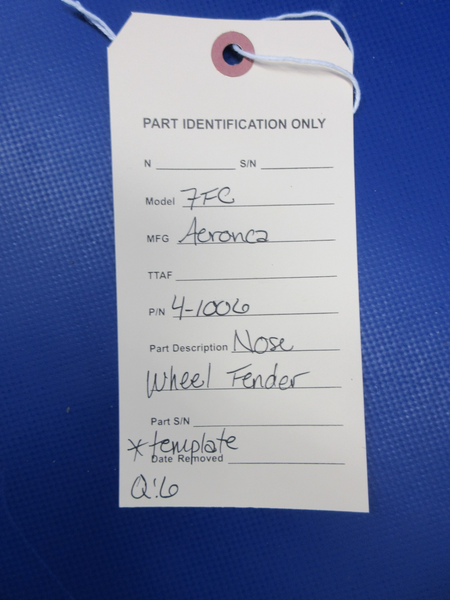 PART IDENTIFICATION ONLY
N S/N
Model 7FC
MFG Aeronca
TTAF
P/N 4-1006
Part Description Nose
Wheel Fender
Part S/N
*template
Date Removed
Q:6